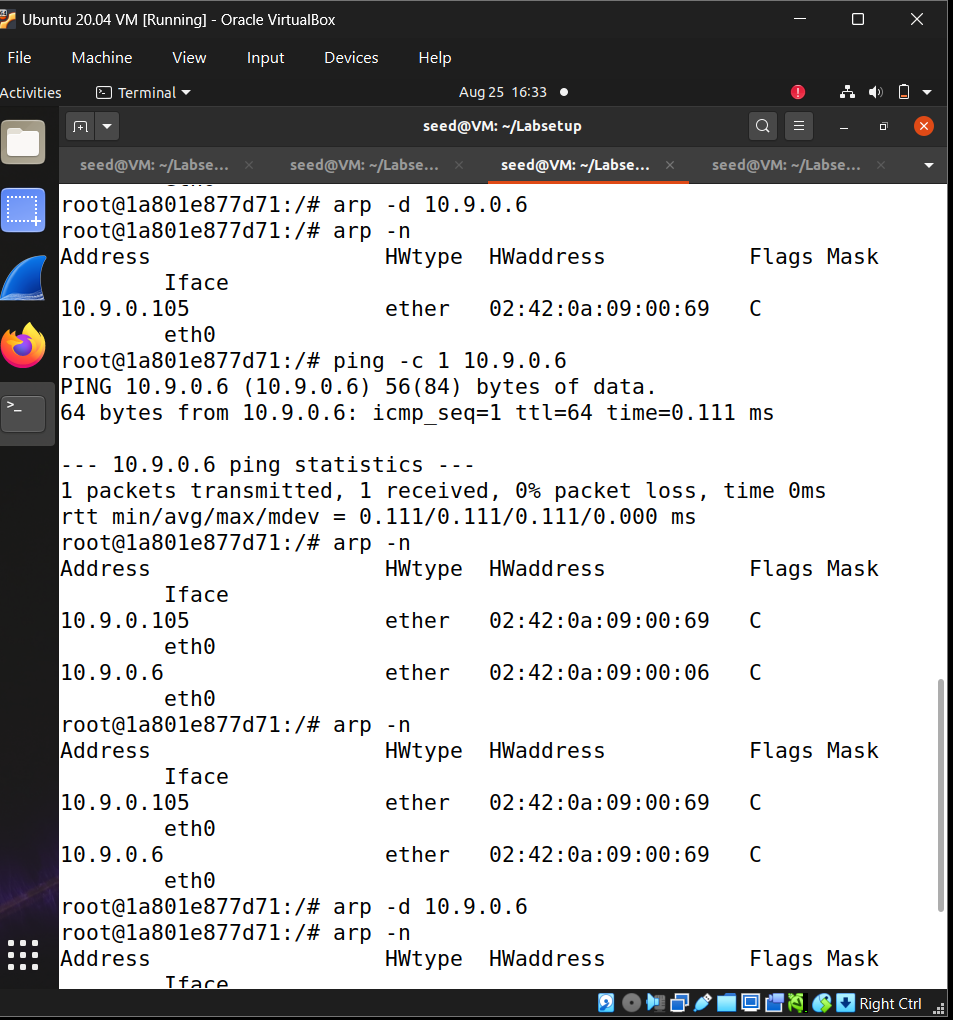 Ubuntu 20.04 VM [Running] - Oracle VirtualBox
File Machine View Input Devices Help
Activities Terminal Aug 25 16:33
seed@VM: ~/Labsetup
seed@VM: ~/Labse... seed@VM: ~/Labse... seed@VM: ~/Labse... seed@VM: ~/Labse...
root@1a801e877d71:/# arp -d 10.9.0.6
root@1a801e877d71:/# arp -n
Address HWtype HWaddress Flags Mask
Iface
10.9.0.105 ether 02:42:0a:09:00:69 C
eth0
root@1a801e877d71:/# ping -c 1 10.9.0.6
PING 10.9.0.6 (10.9.0.6) 56(84) bytes of data.
64 bytes from 10.9.0.6: icmp_seq=1 ttl=64 time=0.111 ms
--- 10.9.0.6 ping statistics ---
1 packets transmitted, 1 received, 0% packet loss, time 0ms
rtt min/avg/max/mdev = 0.111/0.111/0.111/0.000 ms
root@1a801e877d71:/# arp -n
Address HWtype HWaddress Flags Mask
Iface
10.9.0.105 ether 02:42:0a:09:00:69 C
eth0
10.9.0.6 ether 02:42:0a:09:00:06 C
eth0
root@1a801e877d71:/# arp -n
Address HWtype HWaddress Flags Mask
Iface
10.9.0.105 ether 02:42:0a:09:00:69 C
eth0
10.9.0.6 ether 02:42:0a:09:00:69 C
eth0
root@1a801e877d71:/# arp -d 10.9.0.6
root@1a801e877d71:/# arp -n
Address HWtype HWaddress Flags Mask
Iface
Right Ctrl